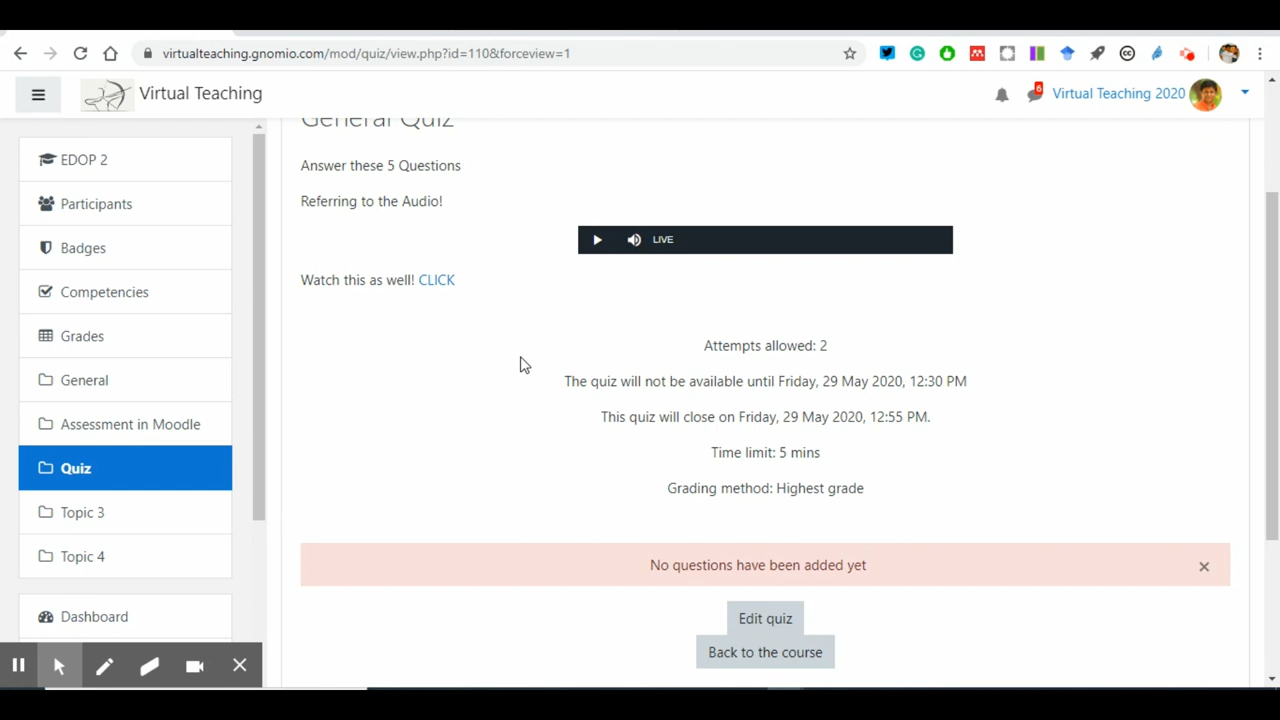 virtualteaching.gnomio.com/mod/quiz/view.php?id=110&forceview=1
Virtual Teaching
6
Virtual Teaching 2020
EDOP 2
Participants
Badges
Competencies
Grades
General
Assessment in Moodle
Quiz
Topic 3
Topic 4
Dashboard
General Quiz
Answer these 5 Questions
Referring to the Audio!
LIVE
Watch this as well! CLICK
Attempts allowed: 2
The quiz will not be available until Friday, 29 May 2020, 12:30 PM
This quiz will close on Friday, 29 May 2020, 12:55 PM.
Time limit: 5 mins
Grading method: Highest grade
No questions have been added yet
Edit quiz
Back to the course